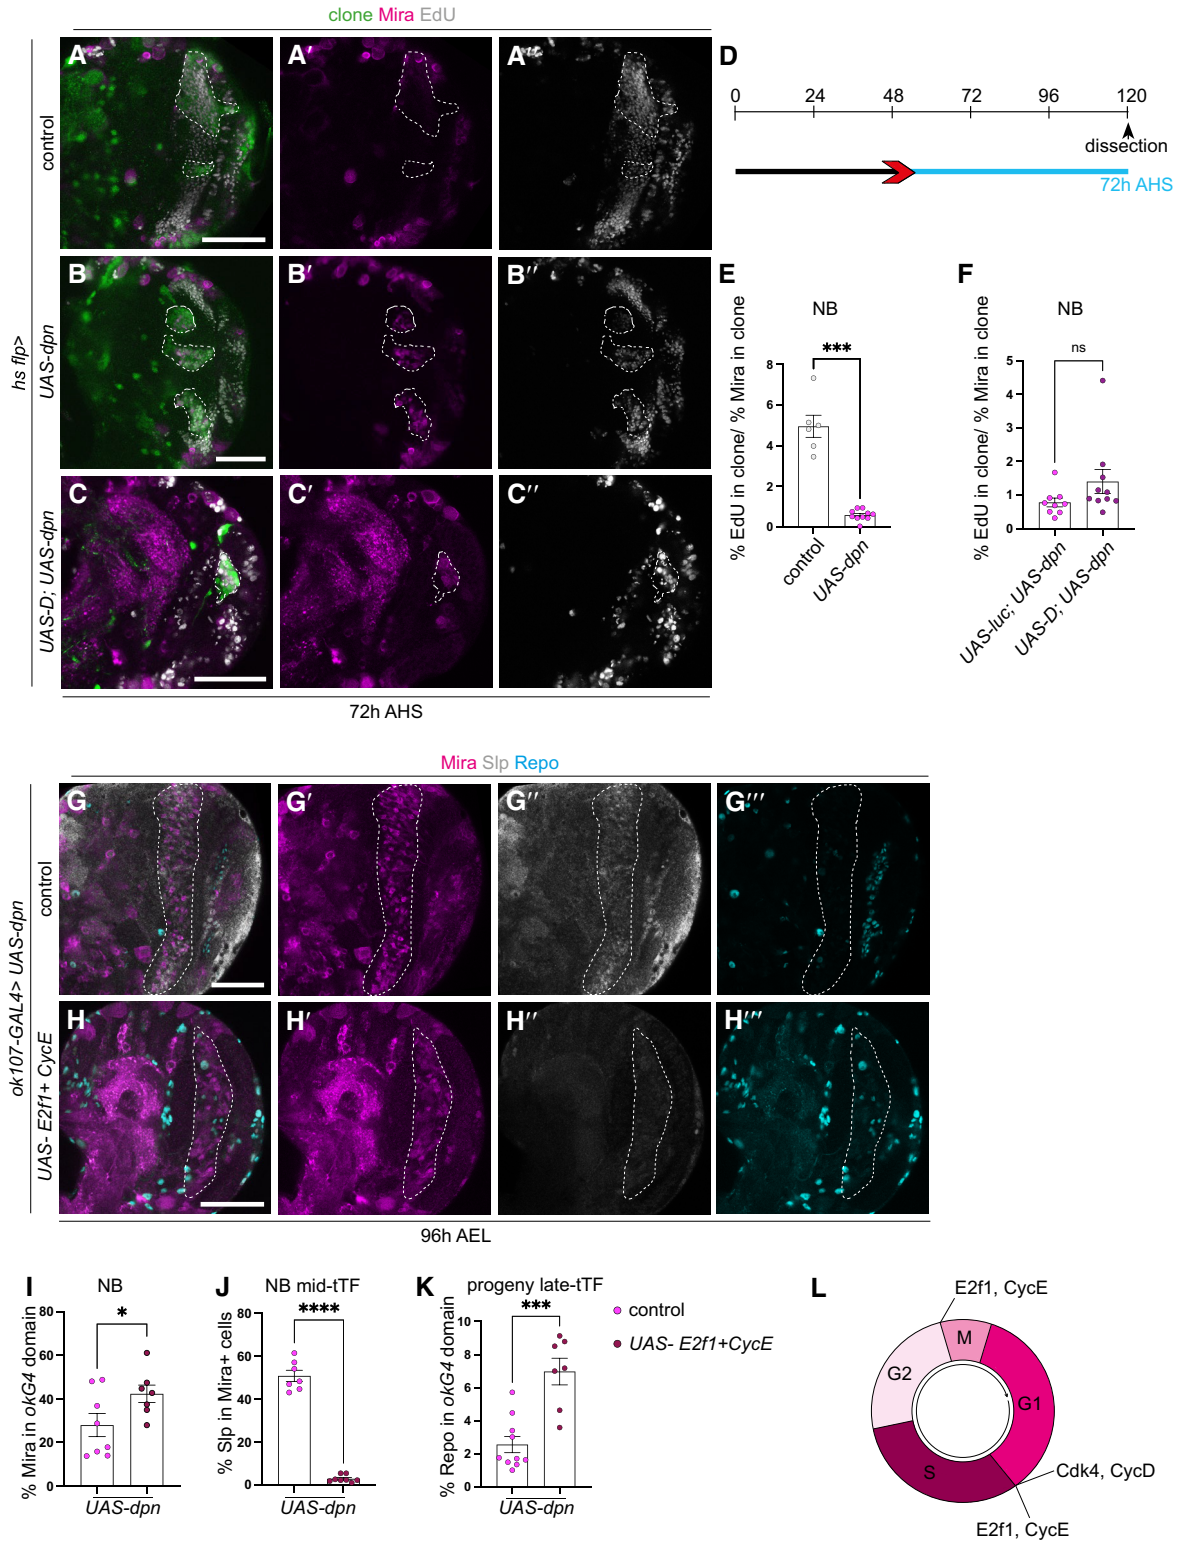 clone Mira EdU
A
A′
A″
D
0 24 48 72 96 120
dissection
72h AHS
control
hs flp>
UAS-dpn
B
B′
B″
E
NB
***
% EdU in clone/ % Mira in clone
8
6
4
2
0
control
UAS-dpn
F
NB
ns
% EdU in clone/ % Mira in clone
5
4
3
2
1
0
UAS-luc; UAS-dpn
UAS-D; UAS-dpn
UAS-D; UAS-dpn
C
C′
C″
72h AHS
Mira Slp Repo
ok107-GAL4> UAS-dpn
control
G
G′
G″
G‴
UAS- E2f1+ CycE
H
H′
H″
H‴
96h AEL
I
NB
*
% Mira in okG4 domain
80
60
40
20
0
UAS-dpn
J
NB mid-tTF
****
% Slp in Mira+ cells
80
60
40
20
0
UAS-dpn
K
progeny late-tTF
***
% Repo in okG4 domain
10
8
6
4
2
0
UAS-dpn
control
UAS- E2f1+CycE
L
E2f1, CycE
M
G2
G1
S
Cdk4, CycD
E2f1, CycE